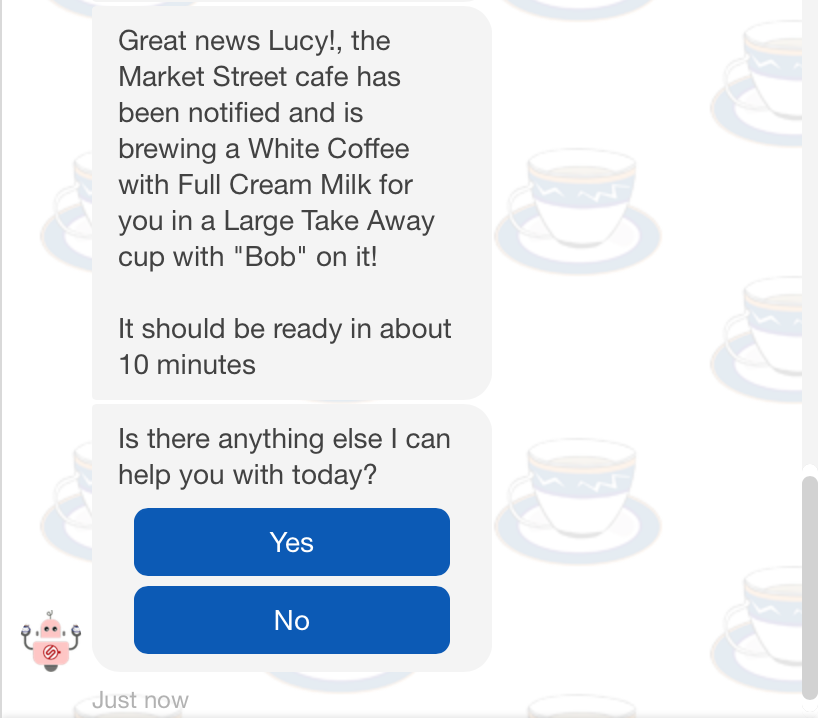 Great news Lucy!, the
Market Street cafe has
been notified and is
brewing a White Coffee
with Full Cream Milk for
you in a Large Take Away
cup with "Bob" on it!
It should be ready in about
10 minutes
Is there anything else I can
help you with today?
Yes
No
Just now